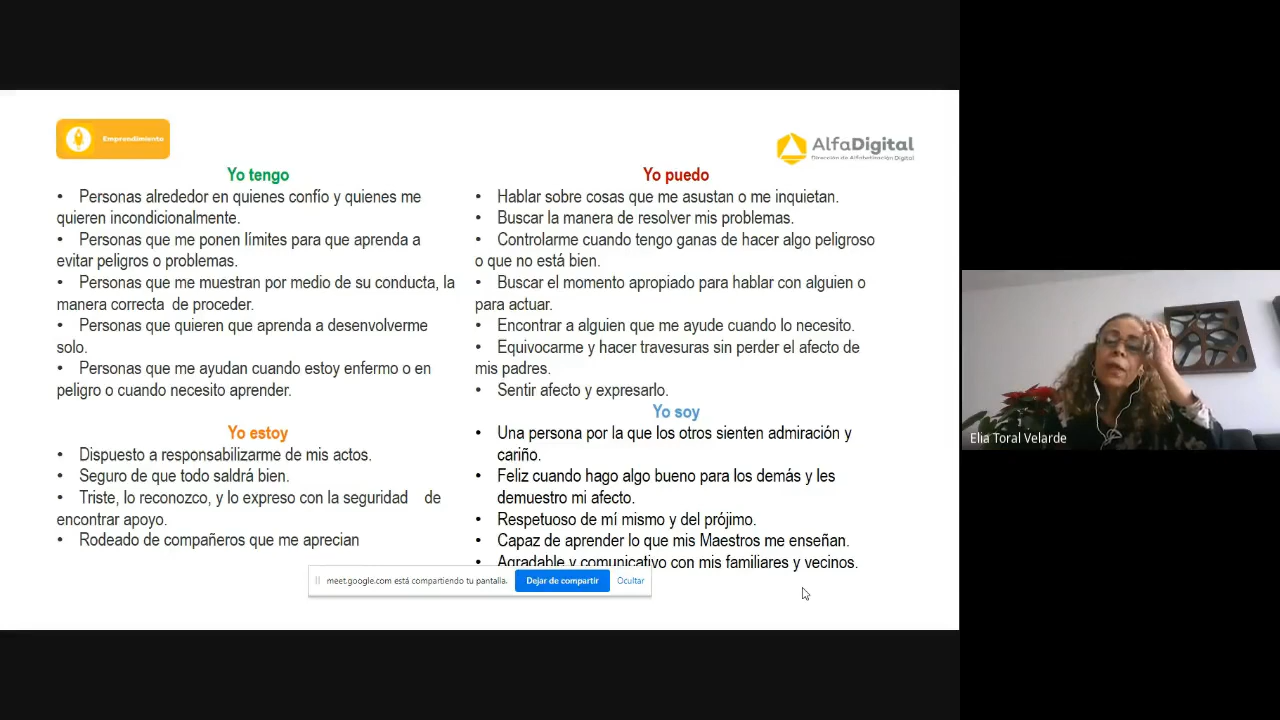 Emprendimiento
AlfaDigital
Dirección de Alfabetización Digital
Yo tengo
• Personas alrededor en quienes confío y quienes me
quieren incondicionalmente.
• Personas que me ponen límites para que aprenda a
evitar peligros o problemas.
• Personas que me muestran por medio de su conducta, la
manera correcta de proceder.
• Personas que quieren que aprenda a desenvolverme
solo.
• Personas que me ayudan cuando estoy enfermo o en
peligro o cuando necesito aprender.
Yo estoy
• Dispuesto a responsabilizarme de mis actos.
• Seguro de que todo saldrá bien.
• Triste, lo reconozco, y lo expreso con la seguridad de
encontrar apoyo.
• Rodeado de compañeros que me aprecian
Yo puedo
• Hablar sobre cosas que me asustan o me inquietan.
• Buscar la manera de resolver mis problemas.
• Controlarme cuando tengo ganas de hacer algo peligroso
o que no está bien.
• Buscar el momento apropiado para hablar con alguien o
para actuar.
• Encontrar a alguien que me ayude cuando lo necesito.
• Equivocarme y hacer travesuras sin perder el afecto de
mis padres.
• Sentir afecto y expresarlo.
Yo soy
• Una persona por la que los otros sienten admiración y
cariño.
• Feliz cuando hago algo bueno para los demás y les
demuestro mi afecto.
• Respetuoso de mí mismo y del prójimo.
• Capaz de aprender lo que mis Maestros me enseñan.
• Agradable y comunicativo con mis familiares y vecinos.
meet.google.com está compartiendo tu pantalla.
Dejar de compartir
Ocultar
Elia Toral Velarde